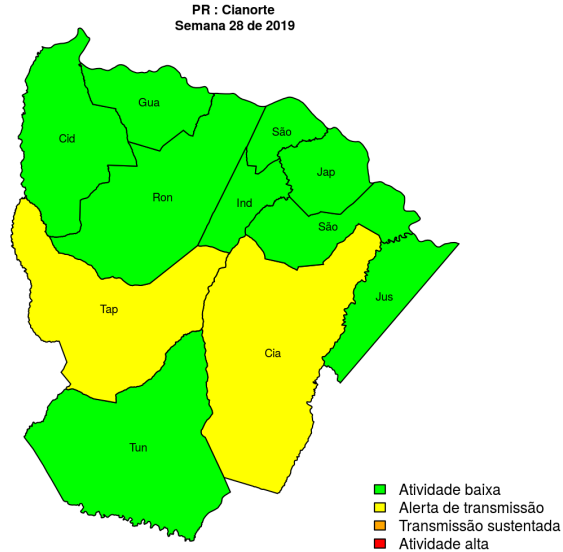 PR : Cianorte
Semana 28 de 2019
Gua
São
Cid
Jap
Ron
Ind
São
Jus
Tap
Cia
Tun
Atividade baixa
Alerta de transmissão
Transmissão sustentada
Atividade alta